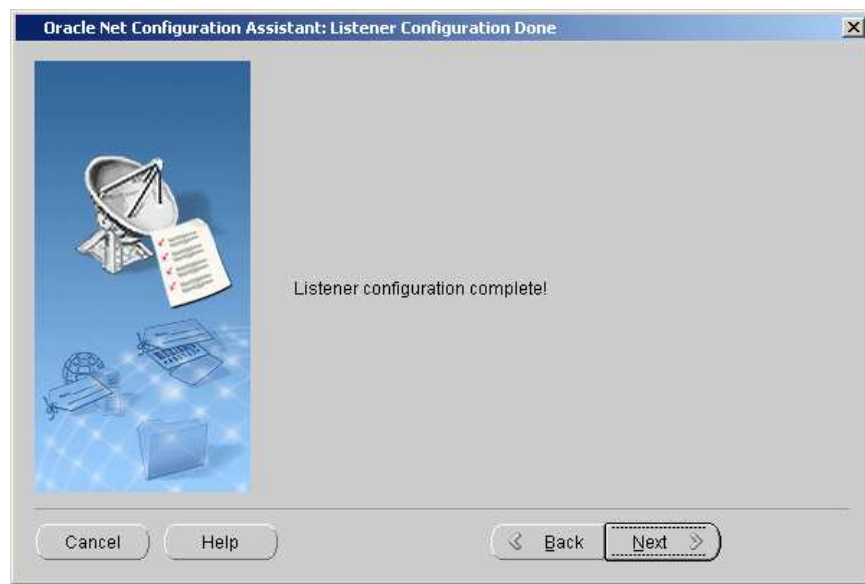 Oracle Net Configuration Assistant: Listener Configuration Done
Listener configuration complete!
Cancel
Help
Back
Next